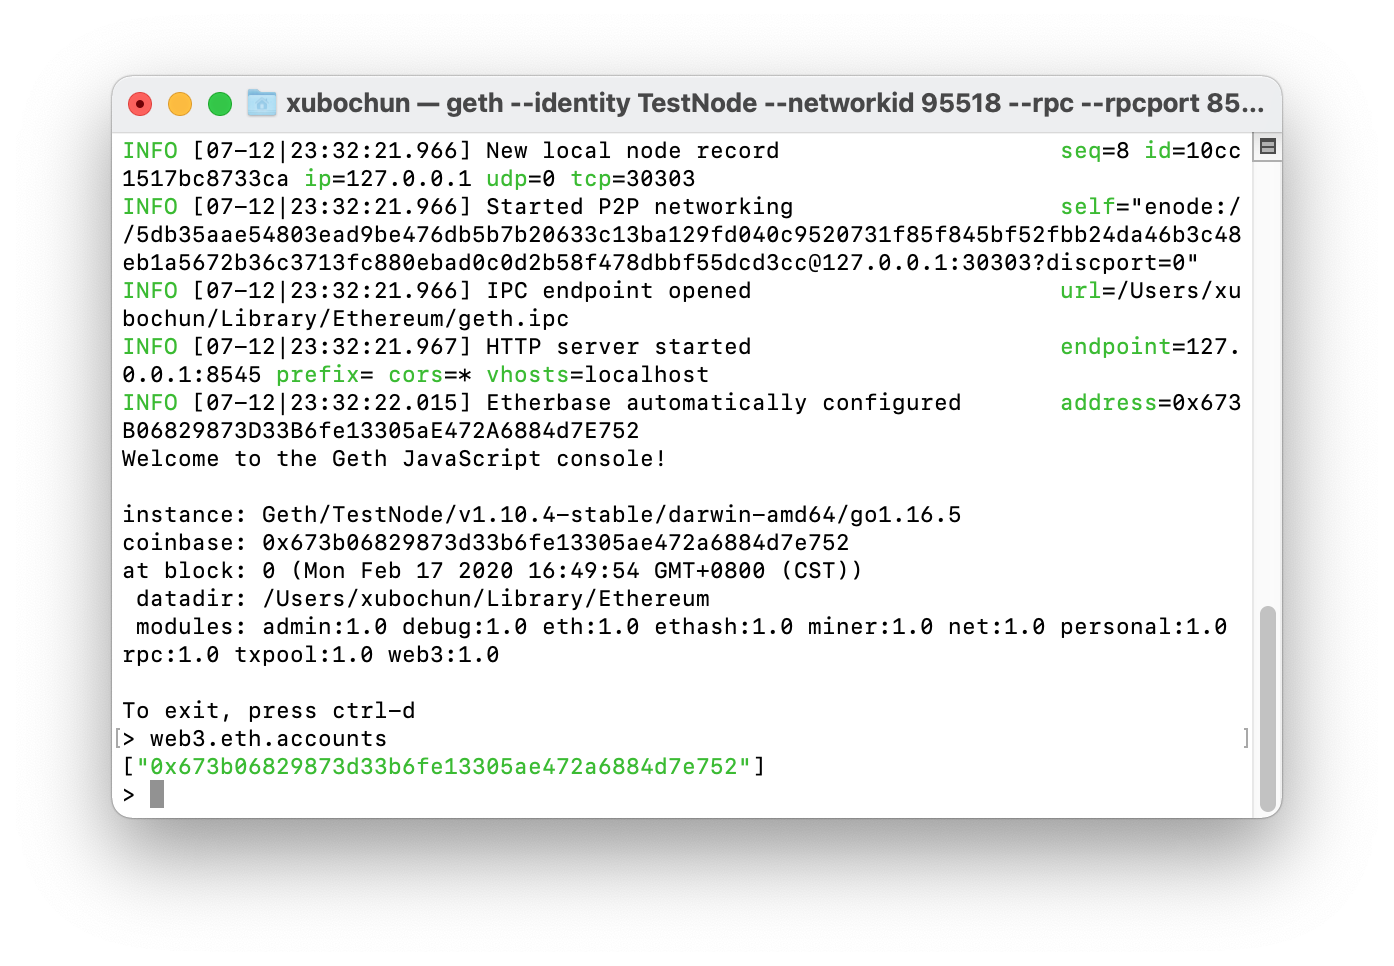 xubochun — geth --identity TestNode --networkid 95518 --rpc --rpcport 85...
INFO [07-12|23:32:21.966] New local node record seq=8 id=10cc
1517bc8733ca ip=127.0.0.1 udp=0 tcp=30303
INFO [07-12|23:32:21.966] Started P2P networking self="enode:/
/5db35aae54803ead9be476db5b7b20633c13ba129fd040c9520731f85f845bf52fbb24da46b3c48
eb1a5672b36c3713fc880ebad0c0d2b58f478dbbf55dcd3cc@127.0.0.1:30303?discport=0"
INFO [07-12|23:32:21.966] IPC endpoint opened url=/Users/xu
bochun/Library/Ethereum/geth.ipc
INFO [07-12|23:32:21.967] HTTP server started endpoint=127.
0.0.1:8545 prefix= cors=* vhosts=localhost
INFO [07-12|23:32:22.015] Etherbase automatically configured address=0x673
B06829873D33B6fe13305aE472A6884d7E752
Welcome to the Geth JavaScript console!
instance: Geth/TestNode/v1.10.4-stable/darwin-amd64/go1.16.5
coinbase: 0x673b06829873d33b6fe13305ae472a6884d7e752
at block: 0 (Mon Feb 17 2020 16:49:54 GMT+0800 (CST))
datadir: /Users/xubochun/Library/Ethereum
modules: admin:1.0 debug:1.0 eth:1.0 ethash:1.0 miner:1.0 net:1.0 personal:1.0
rpc:1.0 txpool:1.0 web3:1.0
To exit, press ctrl-d
[> web3.eth.accounts ]
["0x673b06829873d33b6fe13305ae472a6884d7e752"]
>